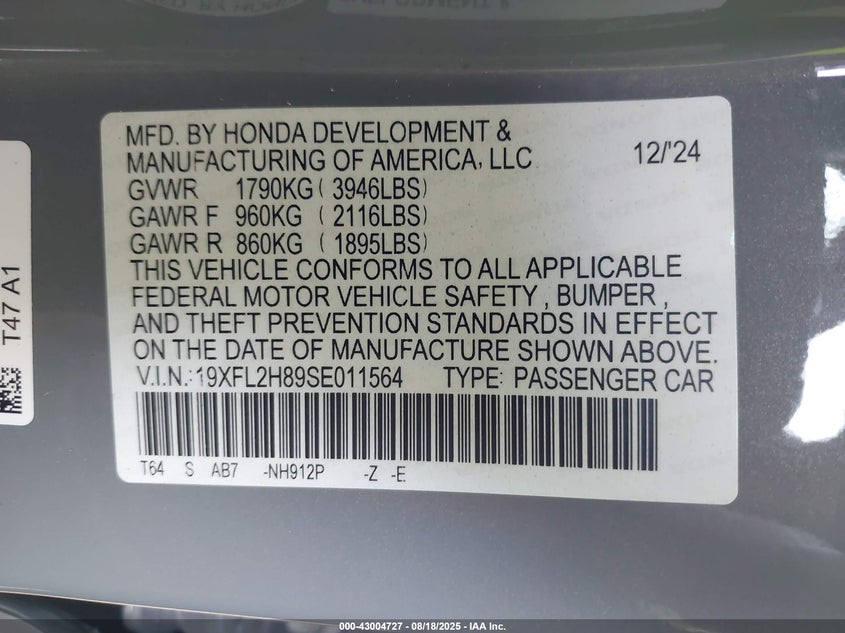 MFD. BY HONDA DEVELOPMENT &
MANUFACTURING OF AMERICA, LLC 12/'24
GVWR 1790KG ( 3946LBS)
GAWR F 960KG ( 2116LBS)
GAWR R 860KG ( 1895LBS)
THIS VEHICLE CONFORMS TO ALL APPLICABLE
FEDERAL MOTOR VEHICLE SAFETY , BUMPER ,
AND THEFT PREVENTION STANDARDS IN EFFECT
ON THE DATE OF MANUFACTURE SHOWN ABOVE.
V.I.N.: 19XFL2H89SE011564 TYPE: PASSENGER CAR
T64 S AB7 -NH912P -Z -E
T47 A1
000-43004727 - 08/18/2025 - IAA Inc.